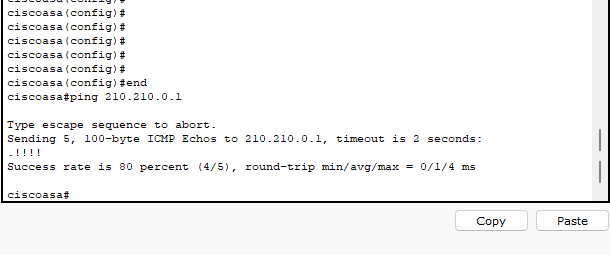 ciscoasa(config)#
ciscoasa(config)#
ciscoasa(config)#
ciscoasa(config)#
ciscoasa(config)#
ciscoasa(config)#
ciscoasa(config)#end
ciscoasa#ping 210.210.0.1
Type escape sequence to abort.
Sending 5, 100-byte ICMP Echos to 210.210.0.1, timeout is 2 seconds:
.!!!!
Success rate is 80 percent (4/5), round-trip min/avg/max = 0/1/4 ms
ciscoasa#
Copy
Paste